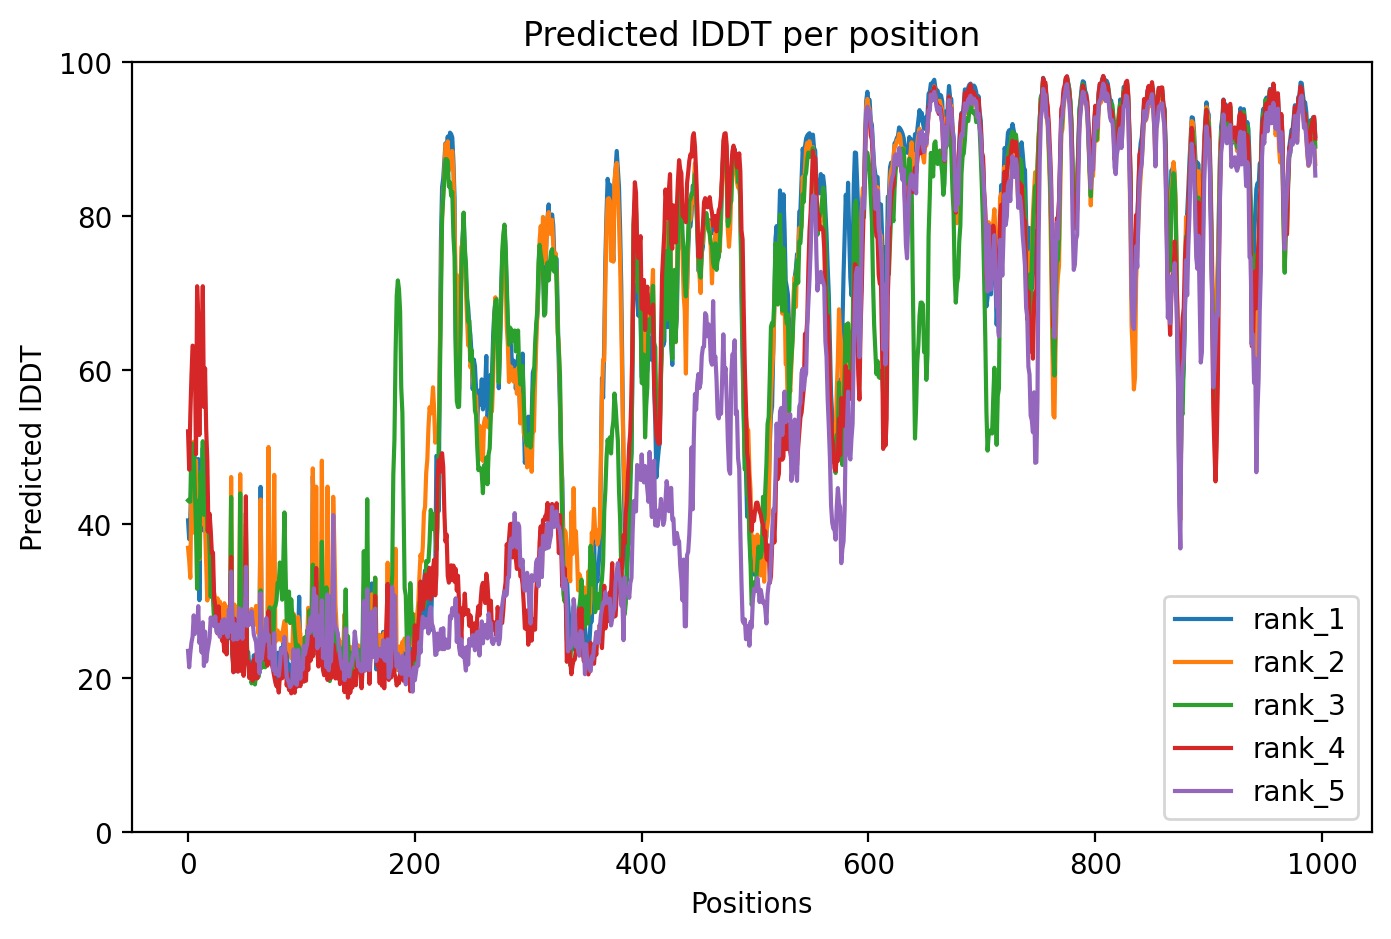 Predicted lDDT per position
100
80
60
40
20
0
Predicted lDDT
0 200 400 600 800 1000
Positions
rank_1
rank_2
rank_3
rank_4
rank_5